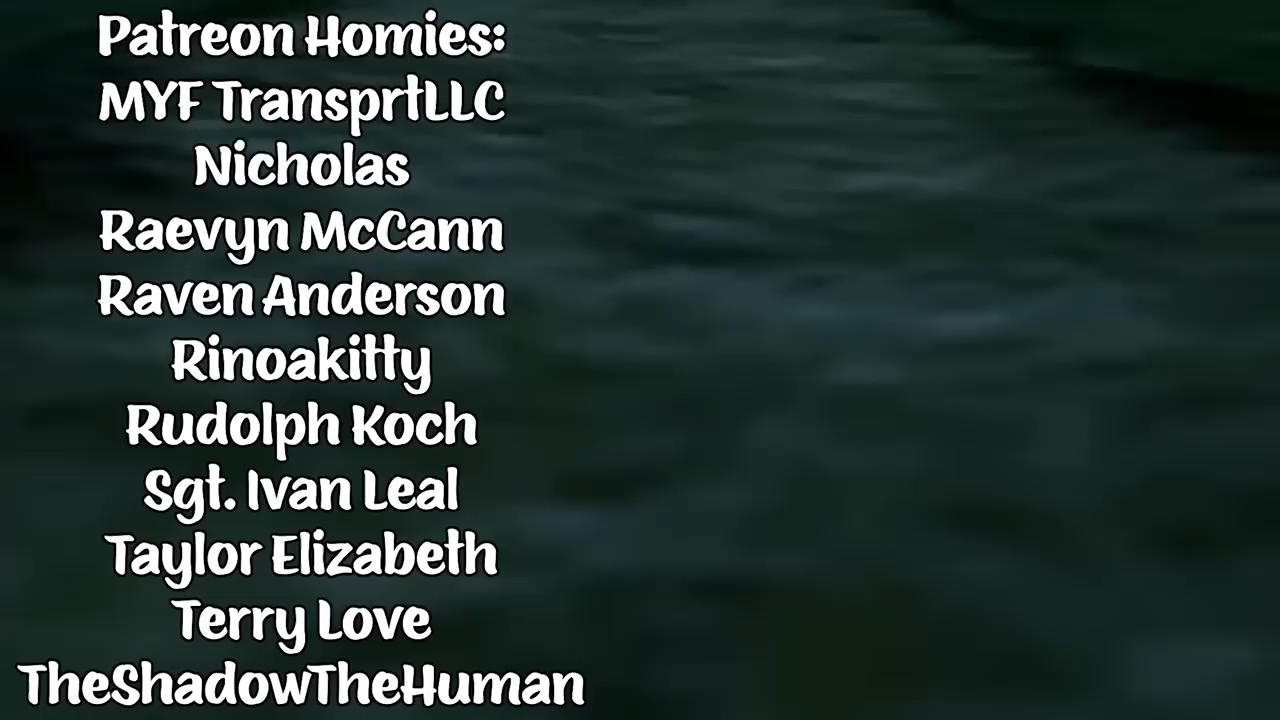 Patreon Homies:
MYF TransprtLLC
Nicholas
Raevyn McCann
Raven Anderson
Rinoakitty
Rudolph Koch
Sgt. Ivan Leal
Taylor Elizabeth
Terry Love
TheShadowTheHuman